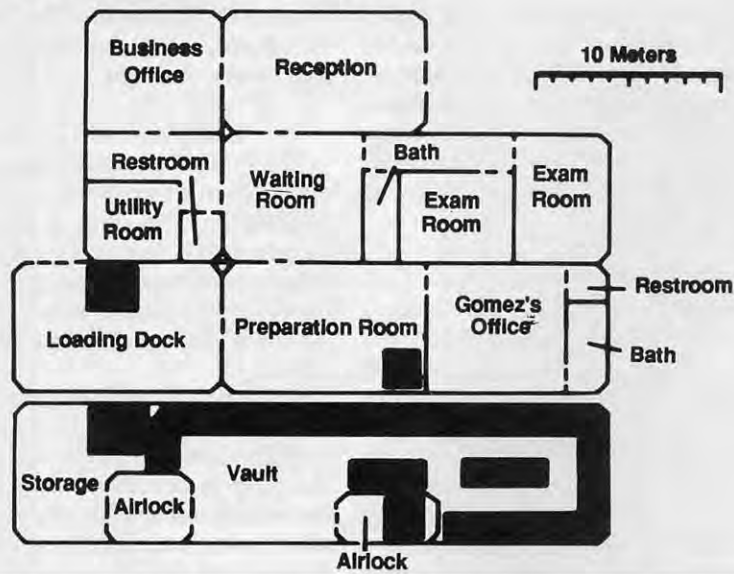 Business
Office
Reception
10 Meters
Restroom
Bath
Waiting
Room
Exam
Room
Exam
Room
Utility
Room
Restroom
Loading Dock
Preparation Room
Gomez's
Office
Bath
Storage
Vault
Airlock
Airlock